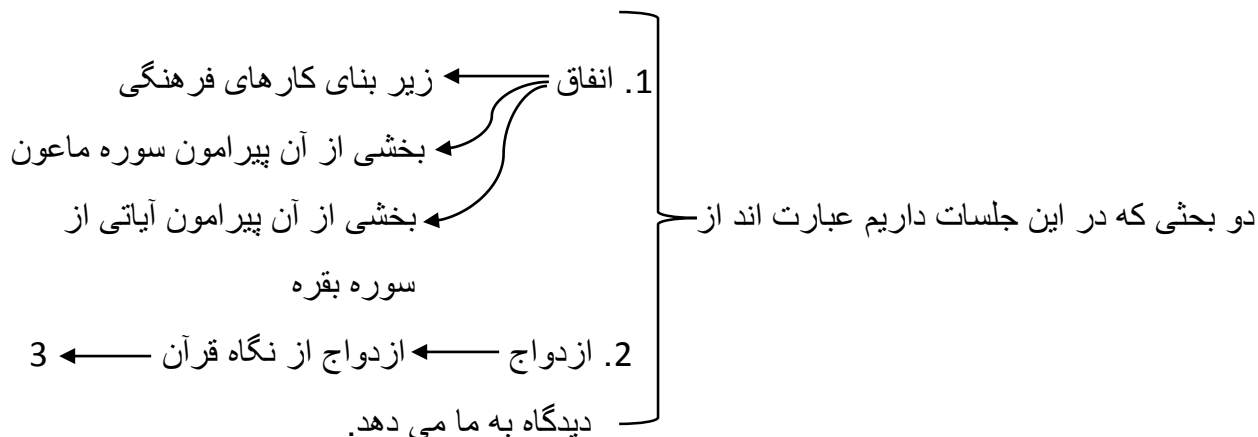 دو بحثی که در این جلسات داریم عبارت اند از
1. انفاق
زیر بنای کارهای فرهنگی
بخشی از آن پیرامون سوره ماعون
بخشی از آن پیرامون آیاتی از
سوره بقره
2. ازدواج
ازدواج از نگاه قرآن
3
دیدگاه به ما می دهد.